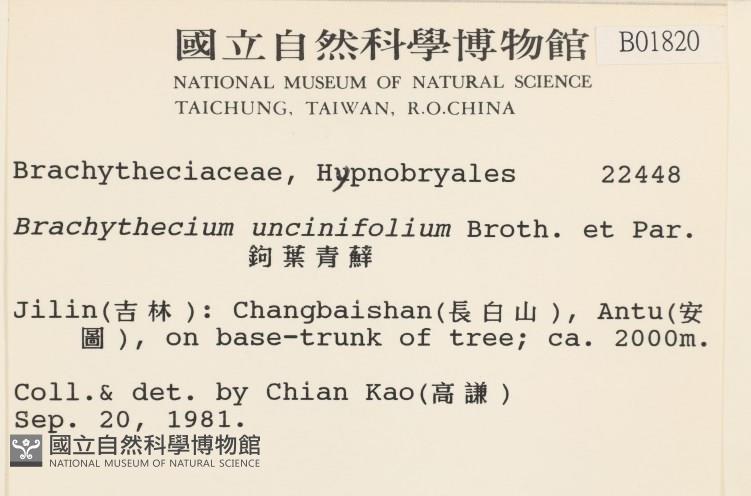 國立自然科學博物館 B01820
NATIONAL MUSEUM OF NATURAL SCIENCE
TAICHUNG, TAIWAN, R.O.CHINA
Brachytheciaceae, Hypnobryales 22448
Brachythecium uncinifolium Broth. et Par.
鉤葉青蘚
Jilin(吉林): Changbaishan(長白山), Antu(安
圖), on base-trunk of tree; ca. 2000m.
Coll.& det. by Chian Kao(高謙)
Sep. 20, 1981.
國立自然科學博物館
NATIONAL MUSEUM OF NATURAL SCIENCE